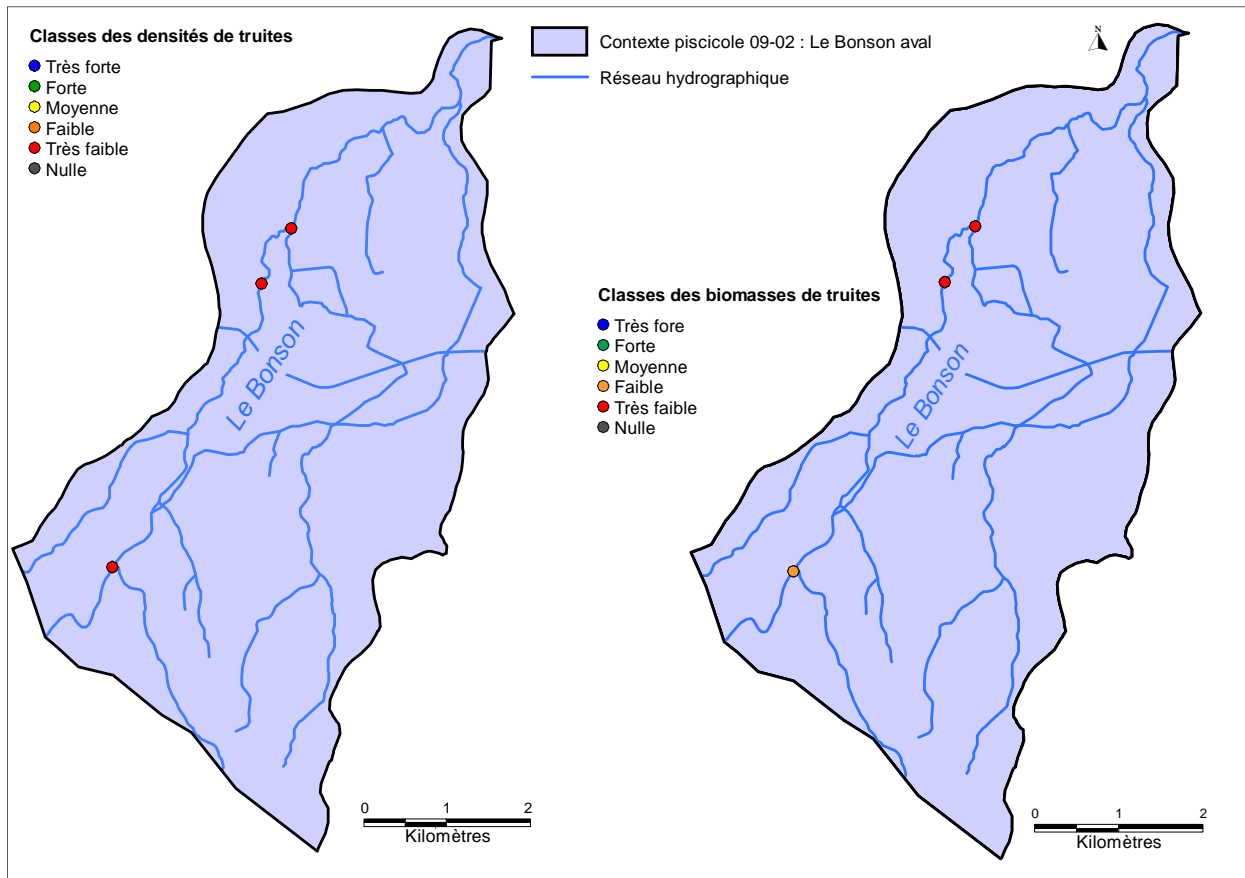 Classes des densités de truites
Très forte
Forte
Moyenne
Faible
Très faible
Nulle
Contexte piscicole 09-02 : Le Bonson aval
Réseau hydrographique
N
Le Bonson
0 1 2
Kilomètres
Classes des biomasses de truites
Très fore
Forte
Moyenne
Faible
Très faible
Nulle
Le Bonson
0 1 2
Kilomètres